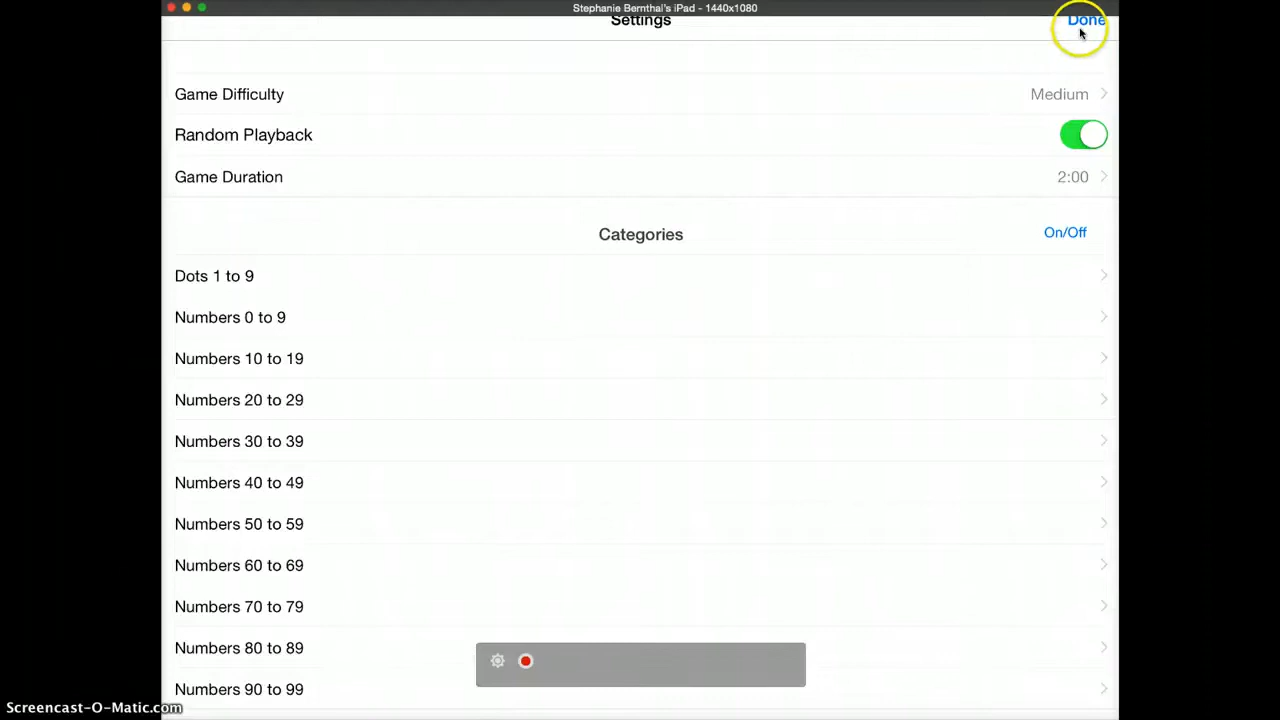 Stephanie Bernthal's iPad - 1440x1080
Settings
Done
Game Difficulty
Medium
Random Playback
Game Duration
2:00
Categories
On/Off
Dots 1 to 9
Numbers 0 to 9
Numbers 10 to 19
Numbers 20 to 29
Numbers 30 to 39
Numbers 40 to 49
Numbers 50 to 59
Numbers 60 to 69
Numbers 70 to 79
Numbers 80 to 89
Numbers 90 to 99
Screencast-O-Matic.com